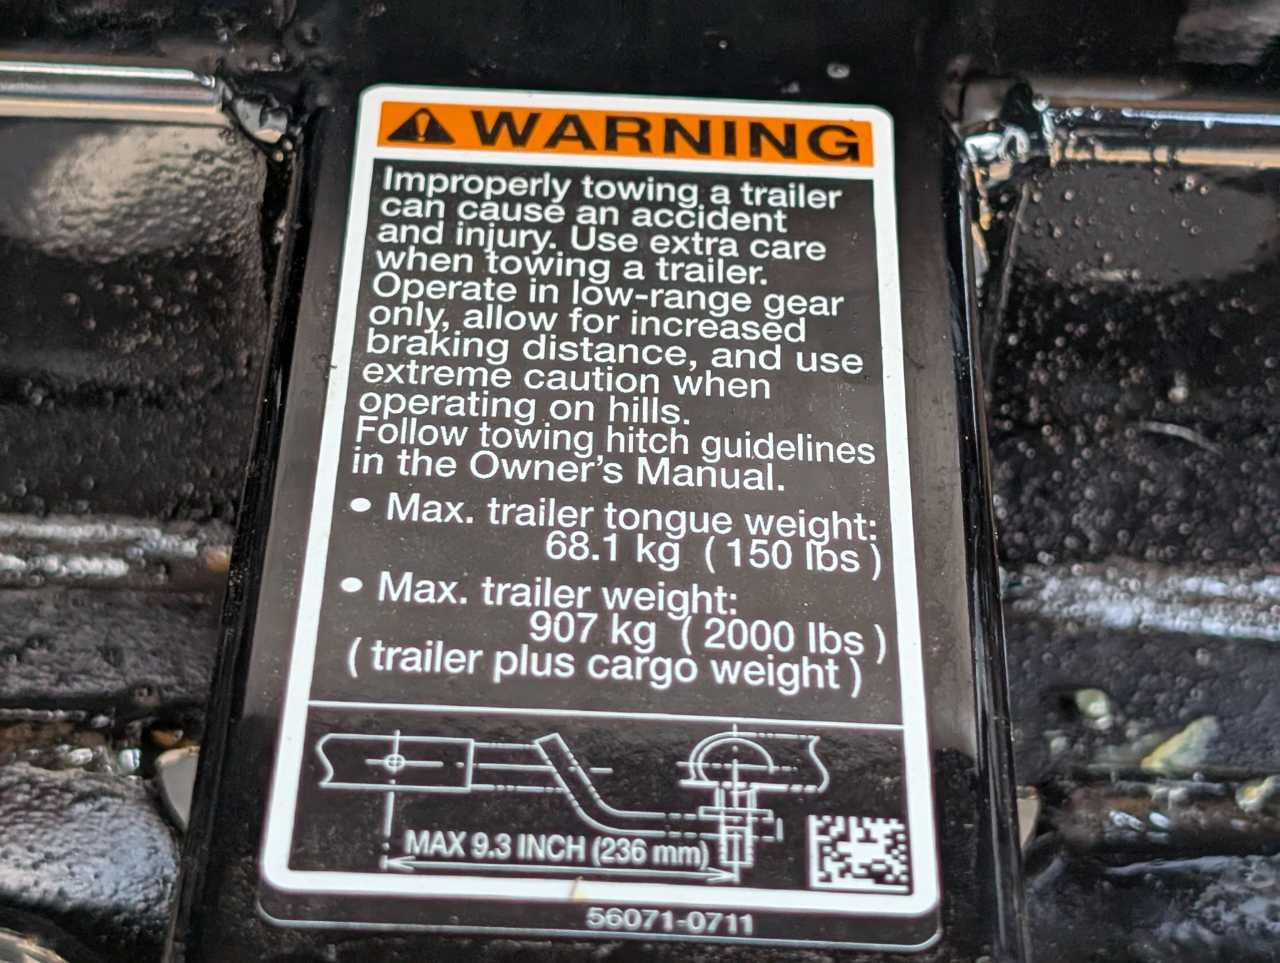 WARNING
Improperly towing a trailer
can cause an accident
and injury. Use extra care
when towing a trailer.
Operate in low-range gear
only, allow for increased
braking distance, and use
extreme caution when
operating on hills.
Follow towing hitch guidelines
in the Owner's Manual.
• Max. trailer tongue weight:
68.1 kg (150 lbs)
• Max. trailer weight:
907 kg (2000 lbs)
(trailer plus cargo weight)
MAX 9.3 INCH (236 mm)
56071-0711